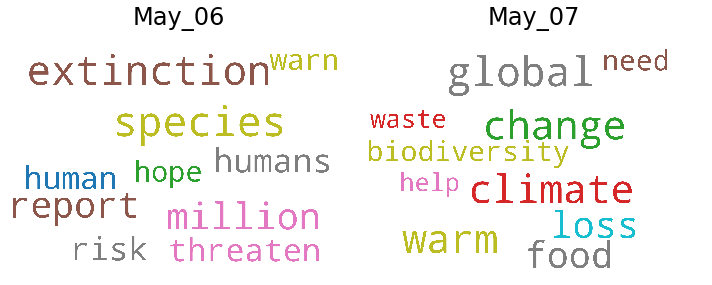 May_06
extinction warn
species
human hope humans
report million
risk threaten
May_07
global need
waste change
biodiversity
help climate
loss
warm food